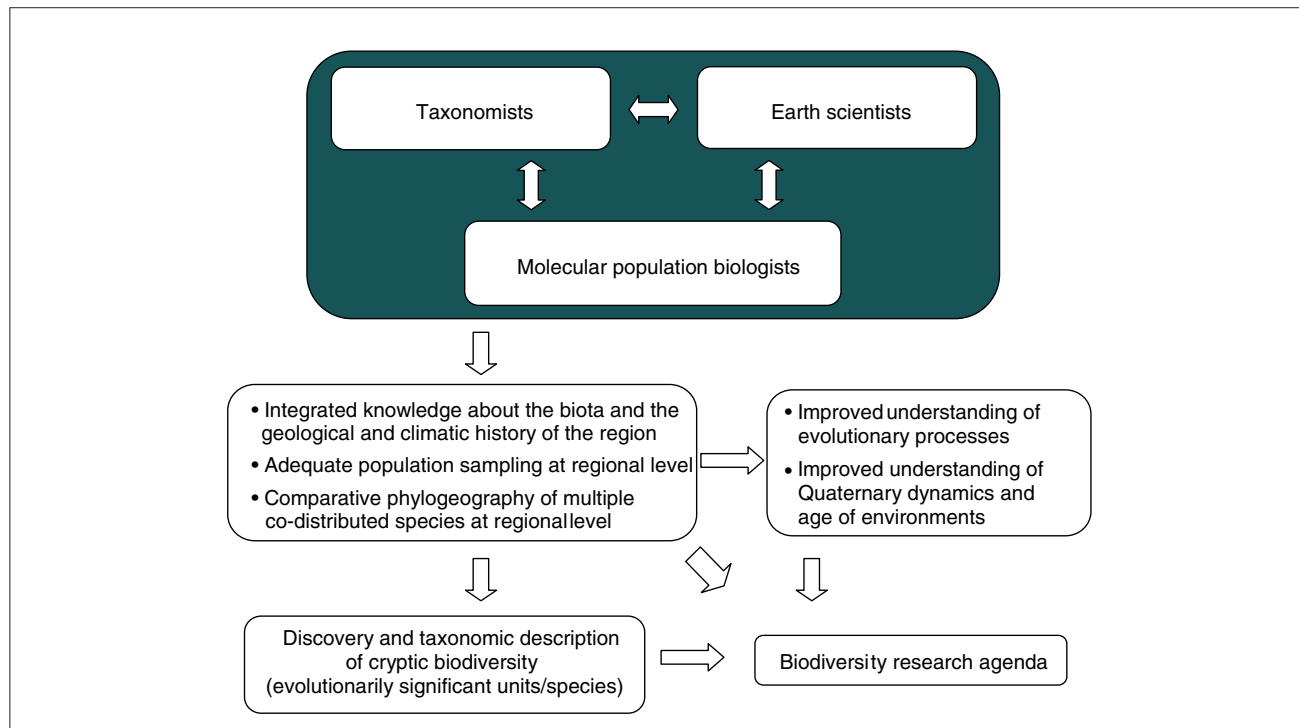 Taxonomists
Earth scientists
Molecular population biologists
• Integrated knowledge about the biota and the
geological and climatic history of the region
• Adequate population sampling at regional level
• Comparative phylogeography of multiple
co-distributed species at regional level
• Improved understanding of
evolutionary processes
• Improved understanding of
Quaternary dynamics and
age of environments
Discovery and taxonomic description
of cryptic biodiversity
(evolutionarily significant units/species)
Biodiversity research agenda